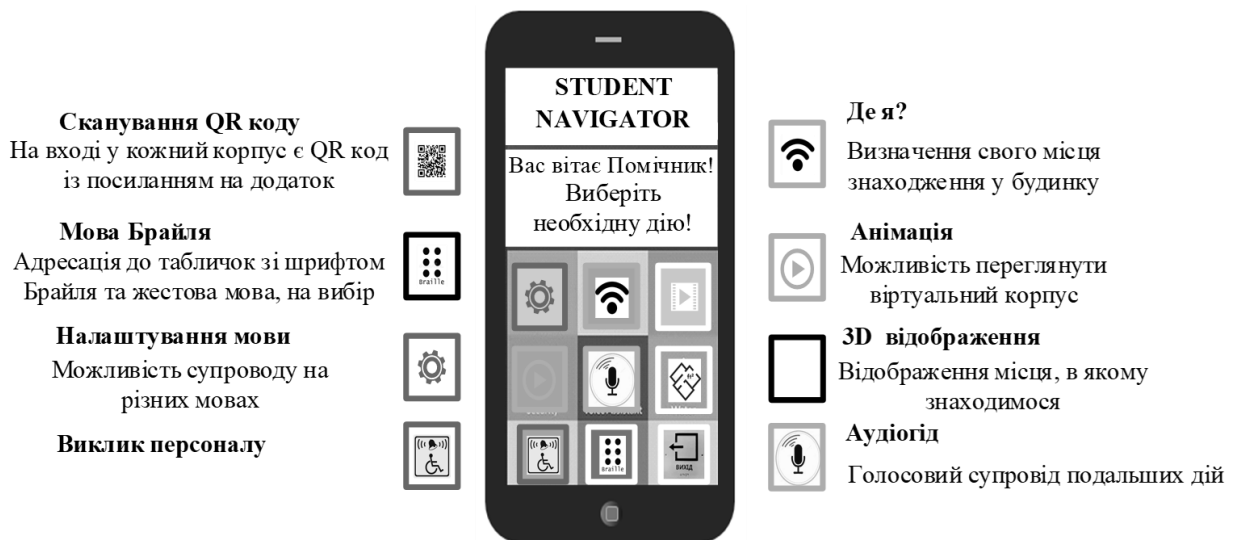 STUDENT
NAVIGATOR
Вас вітає Помічник!
Виберіть
необхідну дію!
Сканування QR коду
На вході у кожний корпус є QR код
із посиланням на додаток
Мова Брайля
Адресація до табличок зі шрифтом
Брайля та жестова мова, на вибір
Braille
Налаштування мови
Можливість супроводу на
різних мовах
Виклик персоналу
Braille
ВИХІД
Де я?
Визначення свого місця
знаходження у будинку
Анімація
Можливість переглянути
віртуальний корпус
3D відображення
Відображення місця, в якому
знаходимося
Аудіогід
Голосовий супровід подальших дій